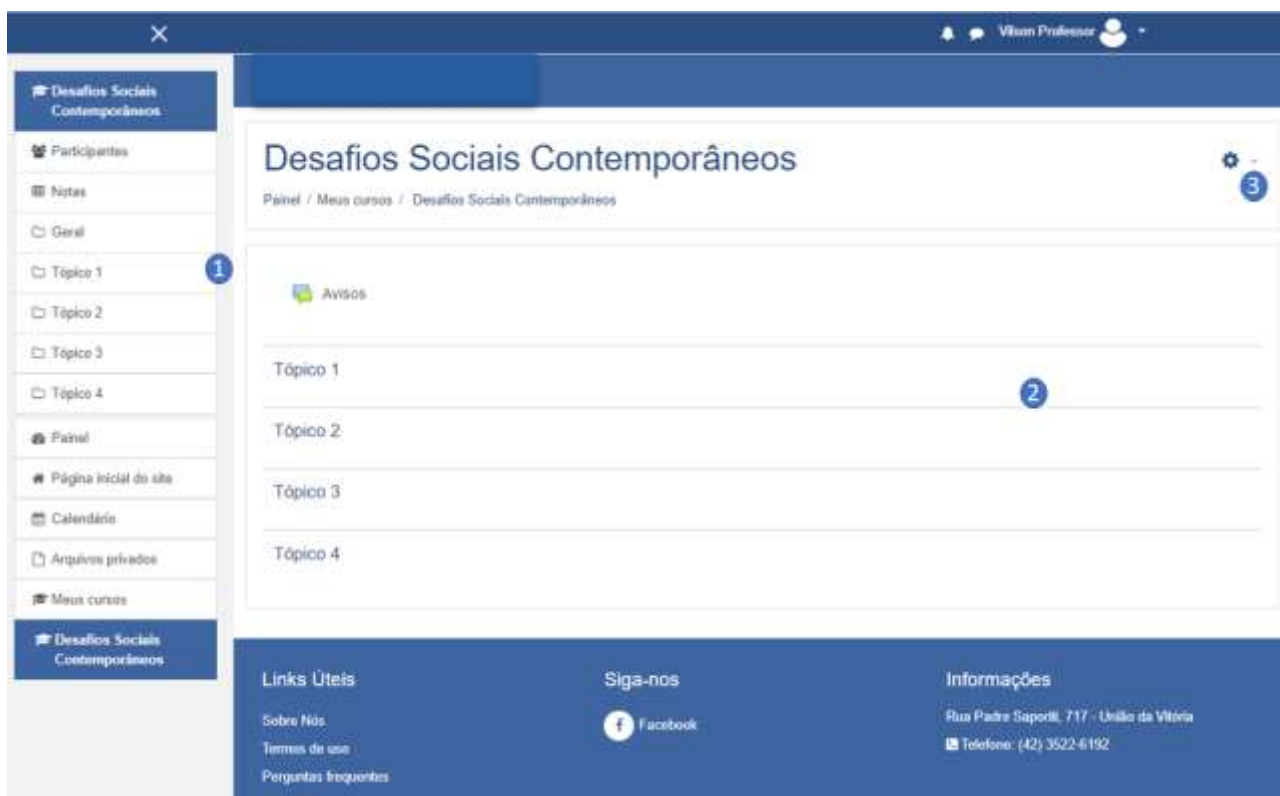 Vilson Professor
Desafios Sociais
Contemporâneos
Participantes
Notas
Geral
Tópico 1
Tópico 2
Tópico 3
Tópico 4
Painel
Página inicial do site
Calendário
Arquivos privados
Meus cursos
Desafios Sociais
Contemporâneos
1
Desafios Sociais Contemporâneos
3
Painel / Meus cursos / Desafios Sociais Contemporâneos
Avisos
Tópico 1
2
Tópico 2
Tópico 3
Tópico 4
Links Úteis
Sobre Nós
Termos de uso
Perguntas frequentes
Siga-nos
Facebook
Informações
Rua Padre Saporiti, 717 - União da Vitória
Telefone: (42) 3522-6192